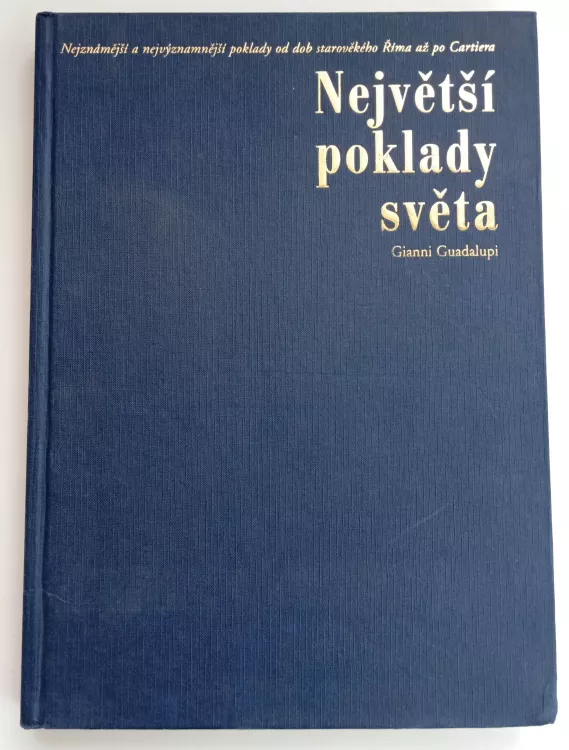 Nejznámější a nejvýznamnější poklady od dob starověkého Říma až po Cartiera
Největší
poklady
světa
Gianni Guadalupi